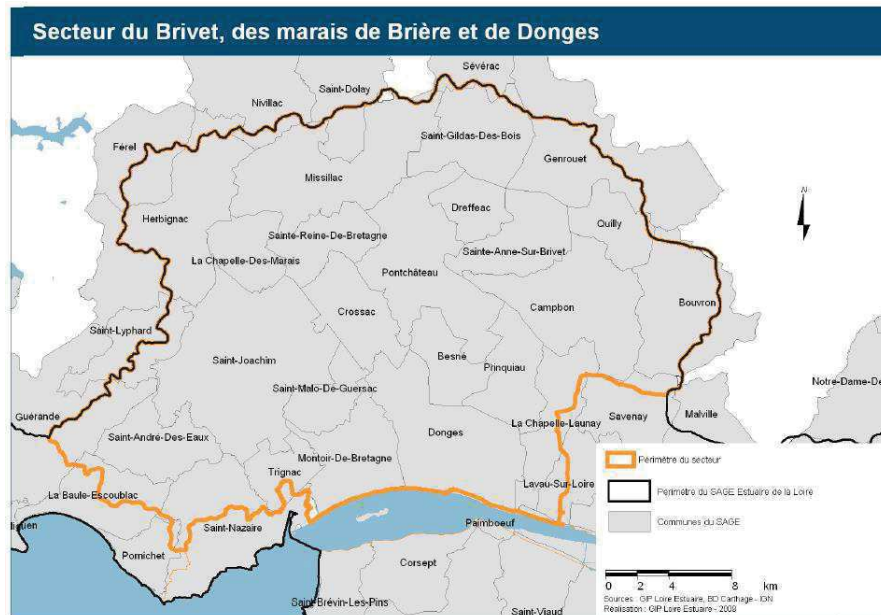 Secteur du Brivet, des marais de Brière et de Donges
Sévérac
Saint-Dolay
Nivillac
Saint-Gildas-Des-Bois
Férel
Genrouet
Missillac
Dreffeac
Herbignac
Quilly
Sainte-Reine-De-Bretagne
Sainte-Anne-Sur-Brivet
La Chapelle-Des-Marais
Pontchâteau
Bouvron
Campbon
Crossac
Saint-Lyphard
Saint-Joachim
Besné
Prinquiau
Notre-Dame-De-
Saint-Malo-De-Guersac
Guérande
La Chapelle-Launay
Savenay
Malville
Saint-André-Des-Eaux
Donges
Montoir-De-Bretagne
Trignac
Lavau-Sur-Loire
La Baule-Escoublac
Saint-Nazaire
Paimboeuf
Pornichet
Corsept
Saint-Brévin-Les-Pins
Saint-Viaud
N
Périmètre du secteur
Périmètre du SAGE Estuaire de la Loire
Communes du SAGE
0 2 4 8 km
Sources : GIP Loire Estuaire, BD Carthage - IGN
Réalisation : GIP Loire Estuaire - 2009